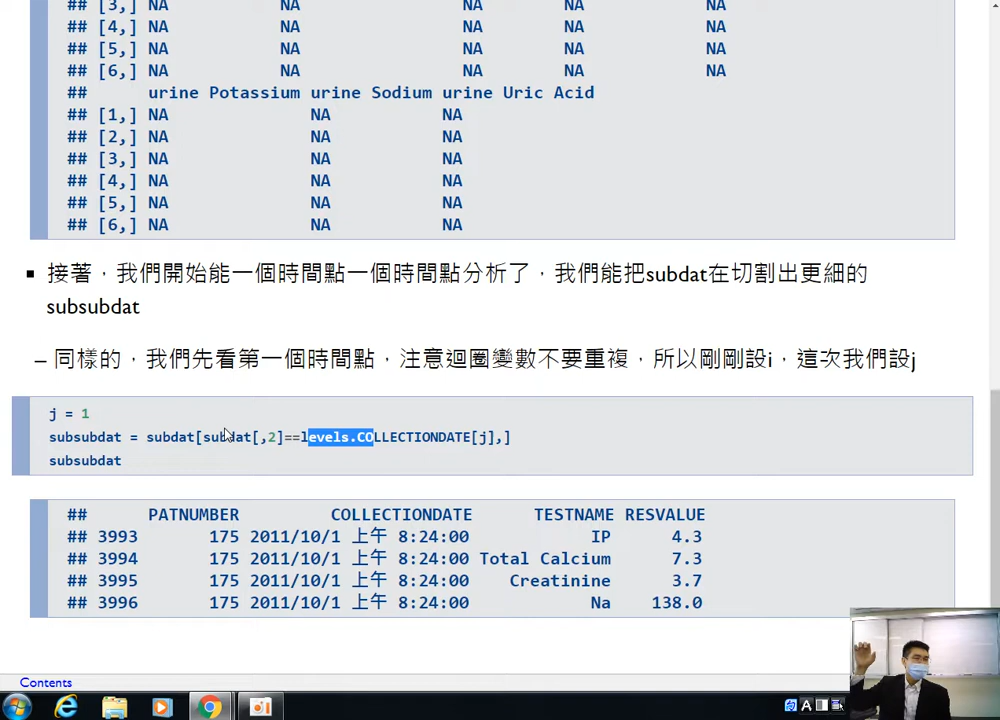 ## [3,] NA NA NA NA NA
## [4,] NA NA NA NA NA
## [5,] NA NA NA NA NA
## [6,] NA NA NA NA NA
## urine Potassium urine Sodium urine Uric Acid
## [1,] NA NA NA
## [2,] NA NA NA
## [3,] NA NA NA
## [4,] NA NA NA
## [5,] NA NA NA
## [6,] NA NA NA
▪ 接著，我們開始能一個時間點一個時間點分析了，我們能把subdat在切割出更細的
subsubdat
– 同樣的，我們先看第一個時間點，注意迴圈變數不要重複，所以剛剛設i，這次我們設j
j = 1
subsubdat = subdat[subdat[,2]==levels.COLLECTIONDATE[j],]
subsubdat
## PATNUMBER COLLECTIONDATE TESTNAME RESVALUE
## 3993 175 2011/10/1 上午 8:24:00 IP 4.3
## 3994 175 2011/10/1 上午 8:24:00 Total Calcium 7.3
## 3995 175 2011/10/1 上午 8:24:00 Creatinine 3.7
## 3996 175 2011/10/1 上午 8:24:00 Na 138.0
Contents